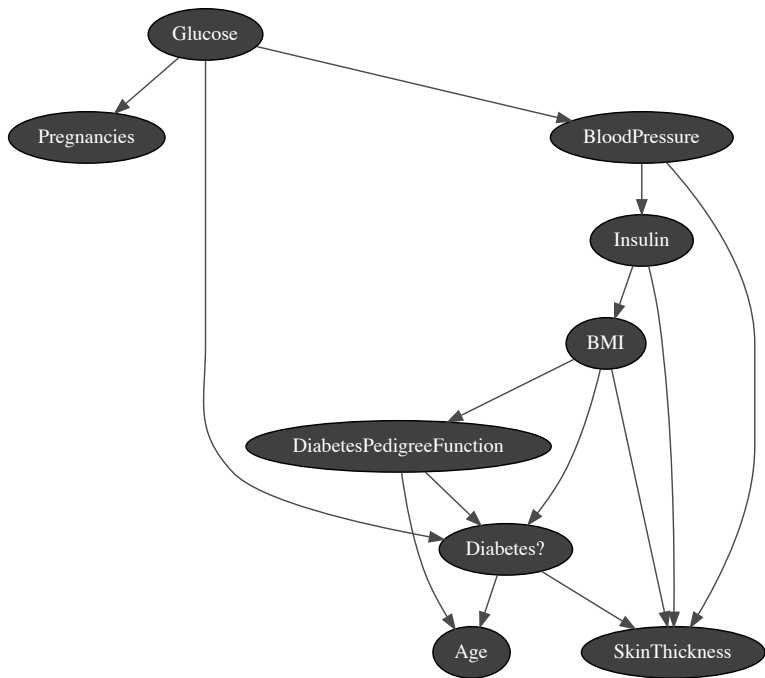 Glucose
Pregnancies
BloodPressure
Insulin
BMI
DiabetesPedigreeFunction
Diabetes?
Age
SkinThickness